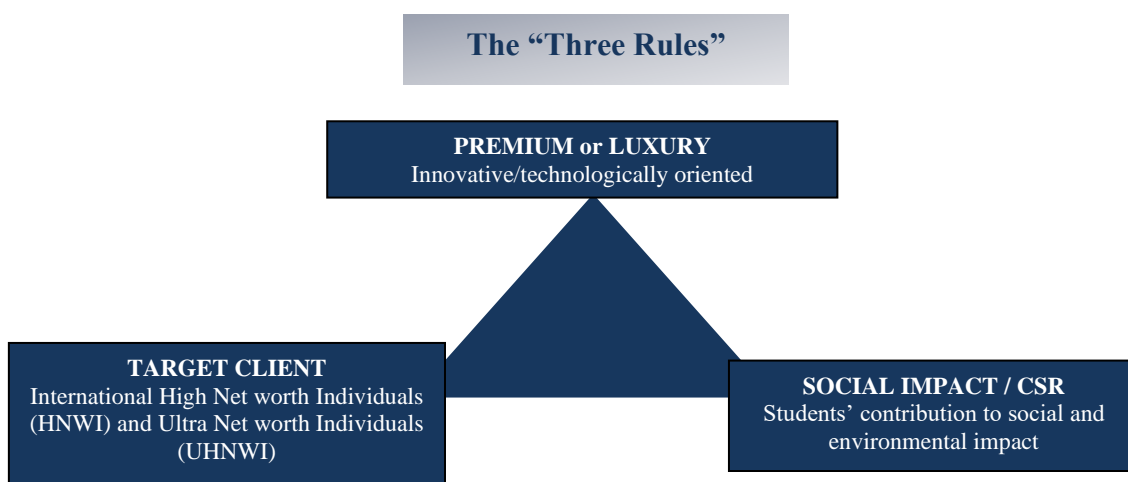 The “Three Rules”
PREMIUM or LUXURY
Innovative/technologically oriented
TARGET CLIENT
International High Net worth Individuals
(HNWI) and Ultra Net worth Individuals
(UHNWI)
SOCIAL IMPACT / CSR
Students’ contribution to social and
environmental impact